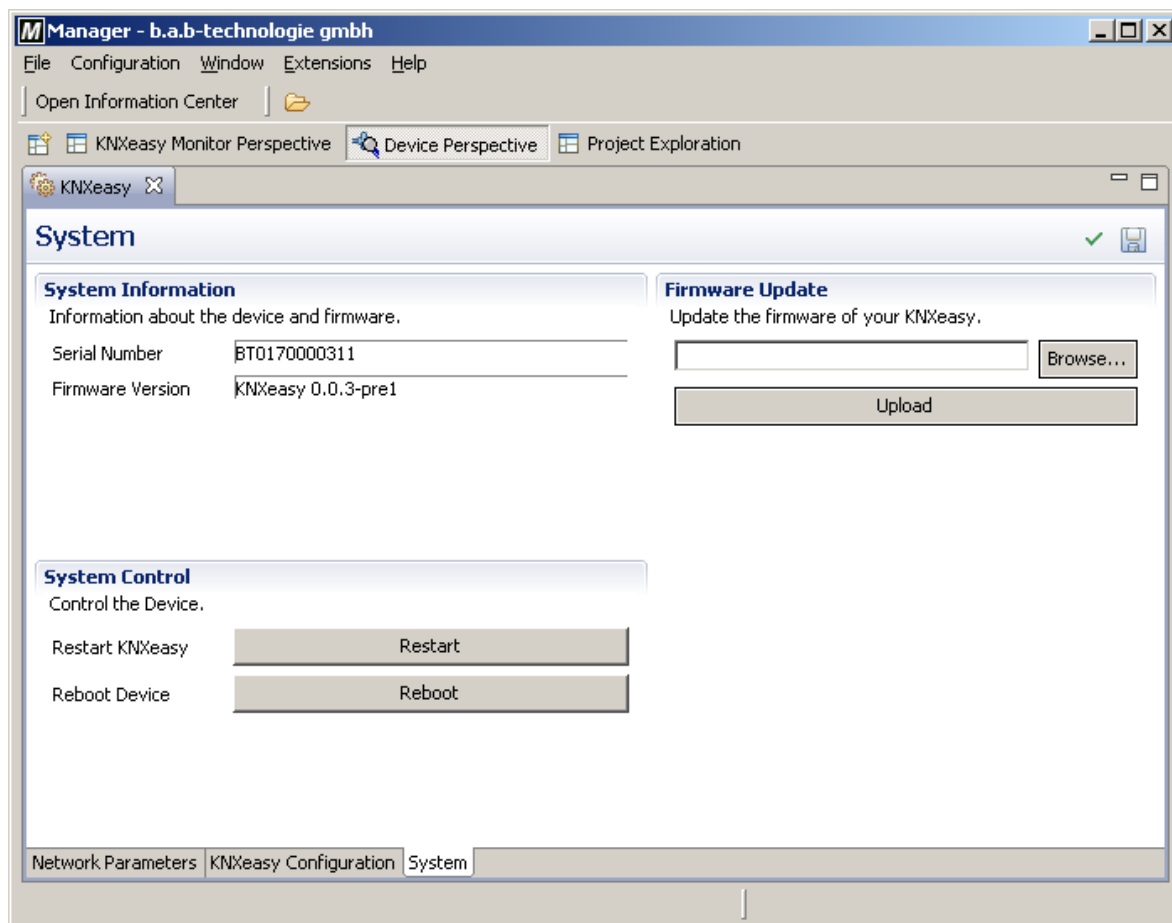 M Manager - b.a.b-technologie gmbh
File Configuration Window Extensions Help
Open Information Center
KNXeasy Monitor Perspective Device Perspective Project Exploration
KNXeasy
System
System Information
Information about the device and firmware.
Serial Number BT0170000311
Firmware Version KNXeasy 0.0.3-pre1
Firmware Update
Update the firmware of your KNXeasy.
Browse...
Upload
System Control
Control the Device.
Restart KNXeasy Restart
Reboot Device Reboot
Network Parameters KNXeasy Configuration System